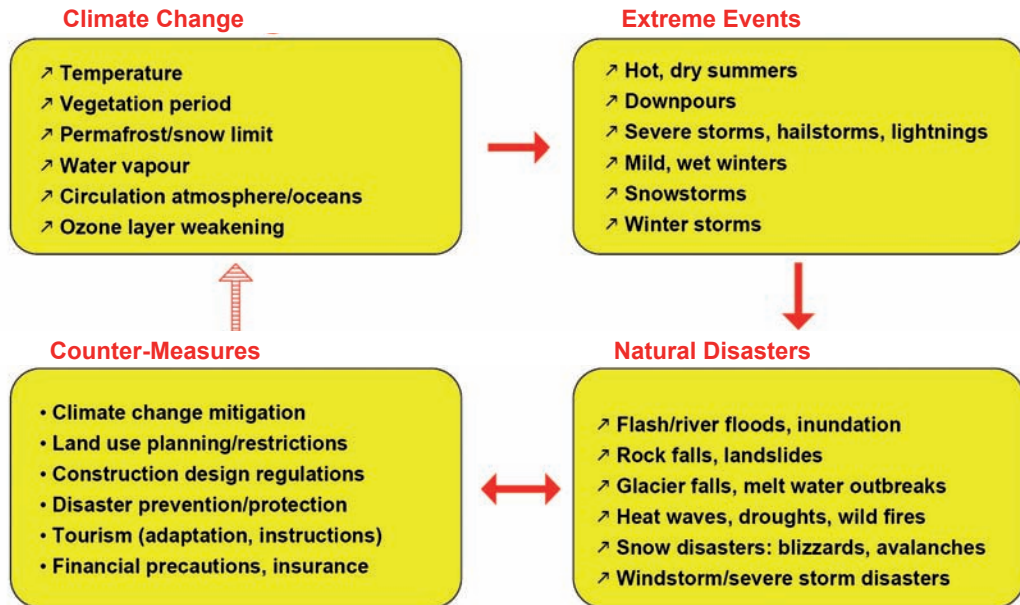 Climate Change
↗ Temperature
↗ Vegetation period
↗ Permafrost/snow limit
↗ Water vapour
↗ Circulation atmosphere/oceans
↗ Ozone layer weakening
Extreme Events
↗ Hot, dry summers
↗ Downpours
↗ Severe storms, hailstorms, lightnings
↗ Mild, wet winters
↗ Snowstorms
↗ Winter storms
Counter-Measures
• Climate change mitigation
• Land use planning/restrictions
• Construction design regulations
• Disaster prevention/protection
• Tourism (adaptation, instructions)
• Financial precautions, insurance
Natural Disasters
↗ Flash/river floods, inundation
↗ Rock falls, landslides
↗ Glacier falls, melt water outbreaks
↗ Heat waves, droughts, wild fires
↗ Snow disasters: blizzards, avalanches
↗ Windstorm/severe storm disasters